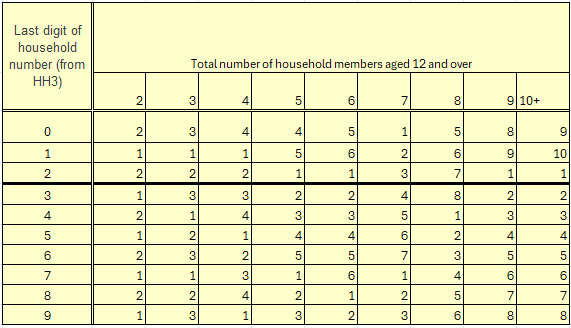 Last digit of
household
number (from
HH3)
Total number of household members aged 12 and over
2 3 4 5 6 7 8 9 10+
0 2 3 4 4 5 1 5 8 9
1 1 1 1 5 6 2 6 9 10
2 2 2 2 1 1 3 7 1 1
3 1 3 3 2 2 4 8 2 2
4 2 1 4 3 3 5 1 3 3
5 1 2 1 4 4 6 2 4 4
6 2 3 2 5 5 7 3 5 5
7 1 1 3 1 6 1 4 6 6
8 2 2 4 2 1 2 5 7 7
9 1 3 1 3 2 3 6 8 8